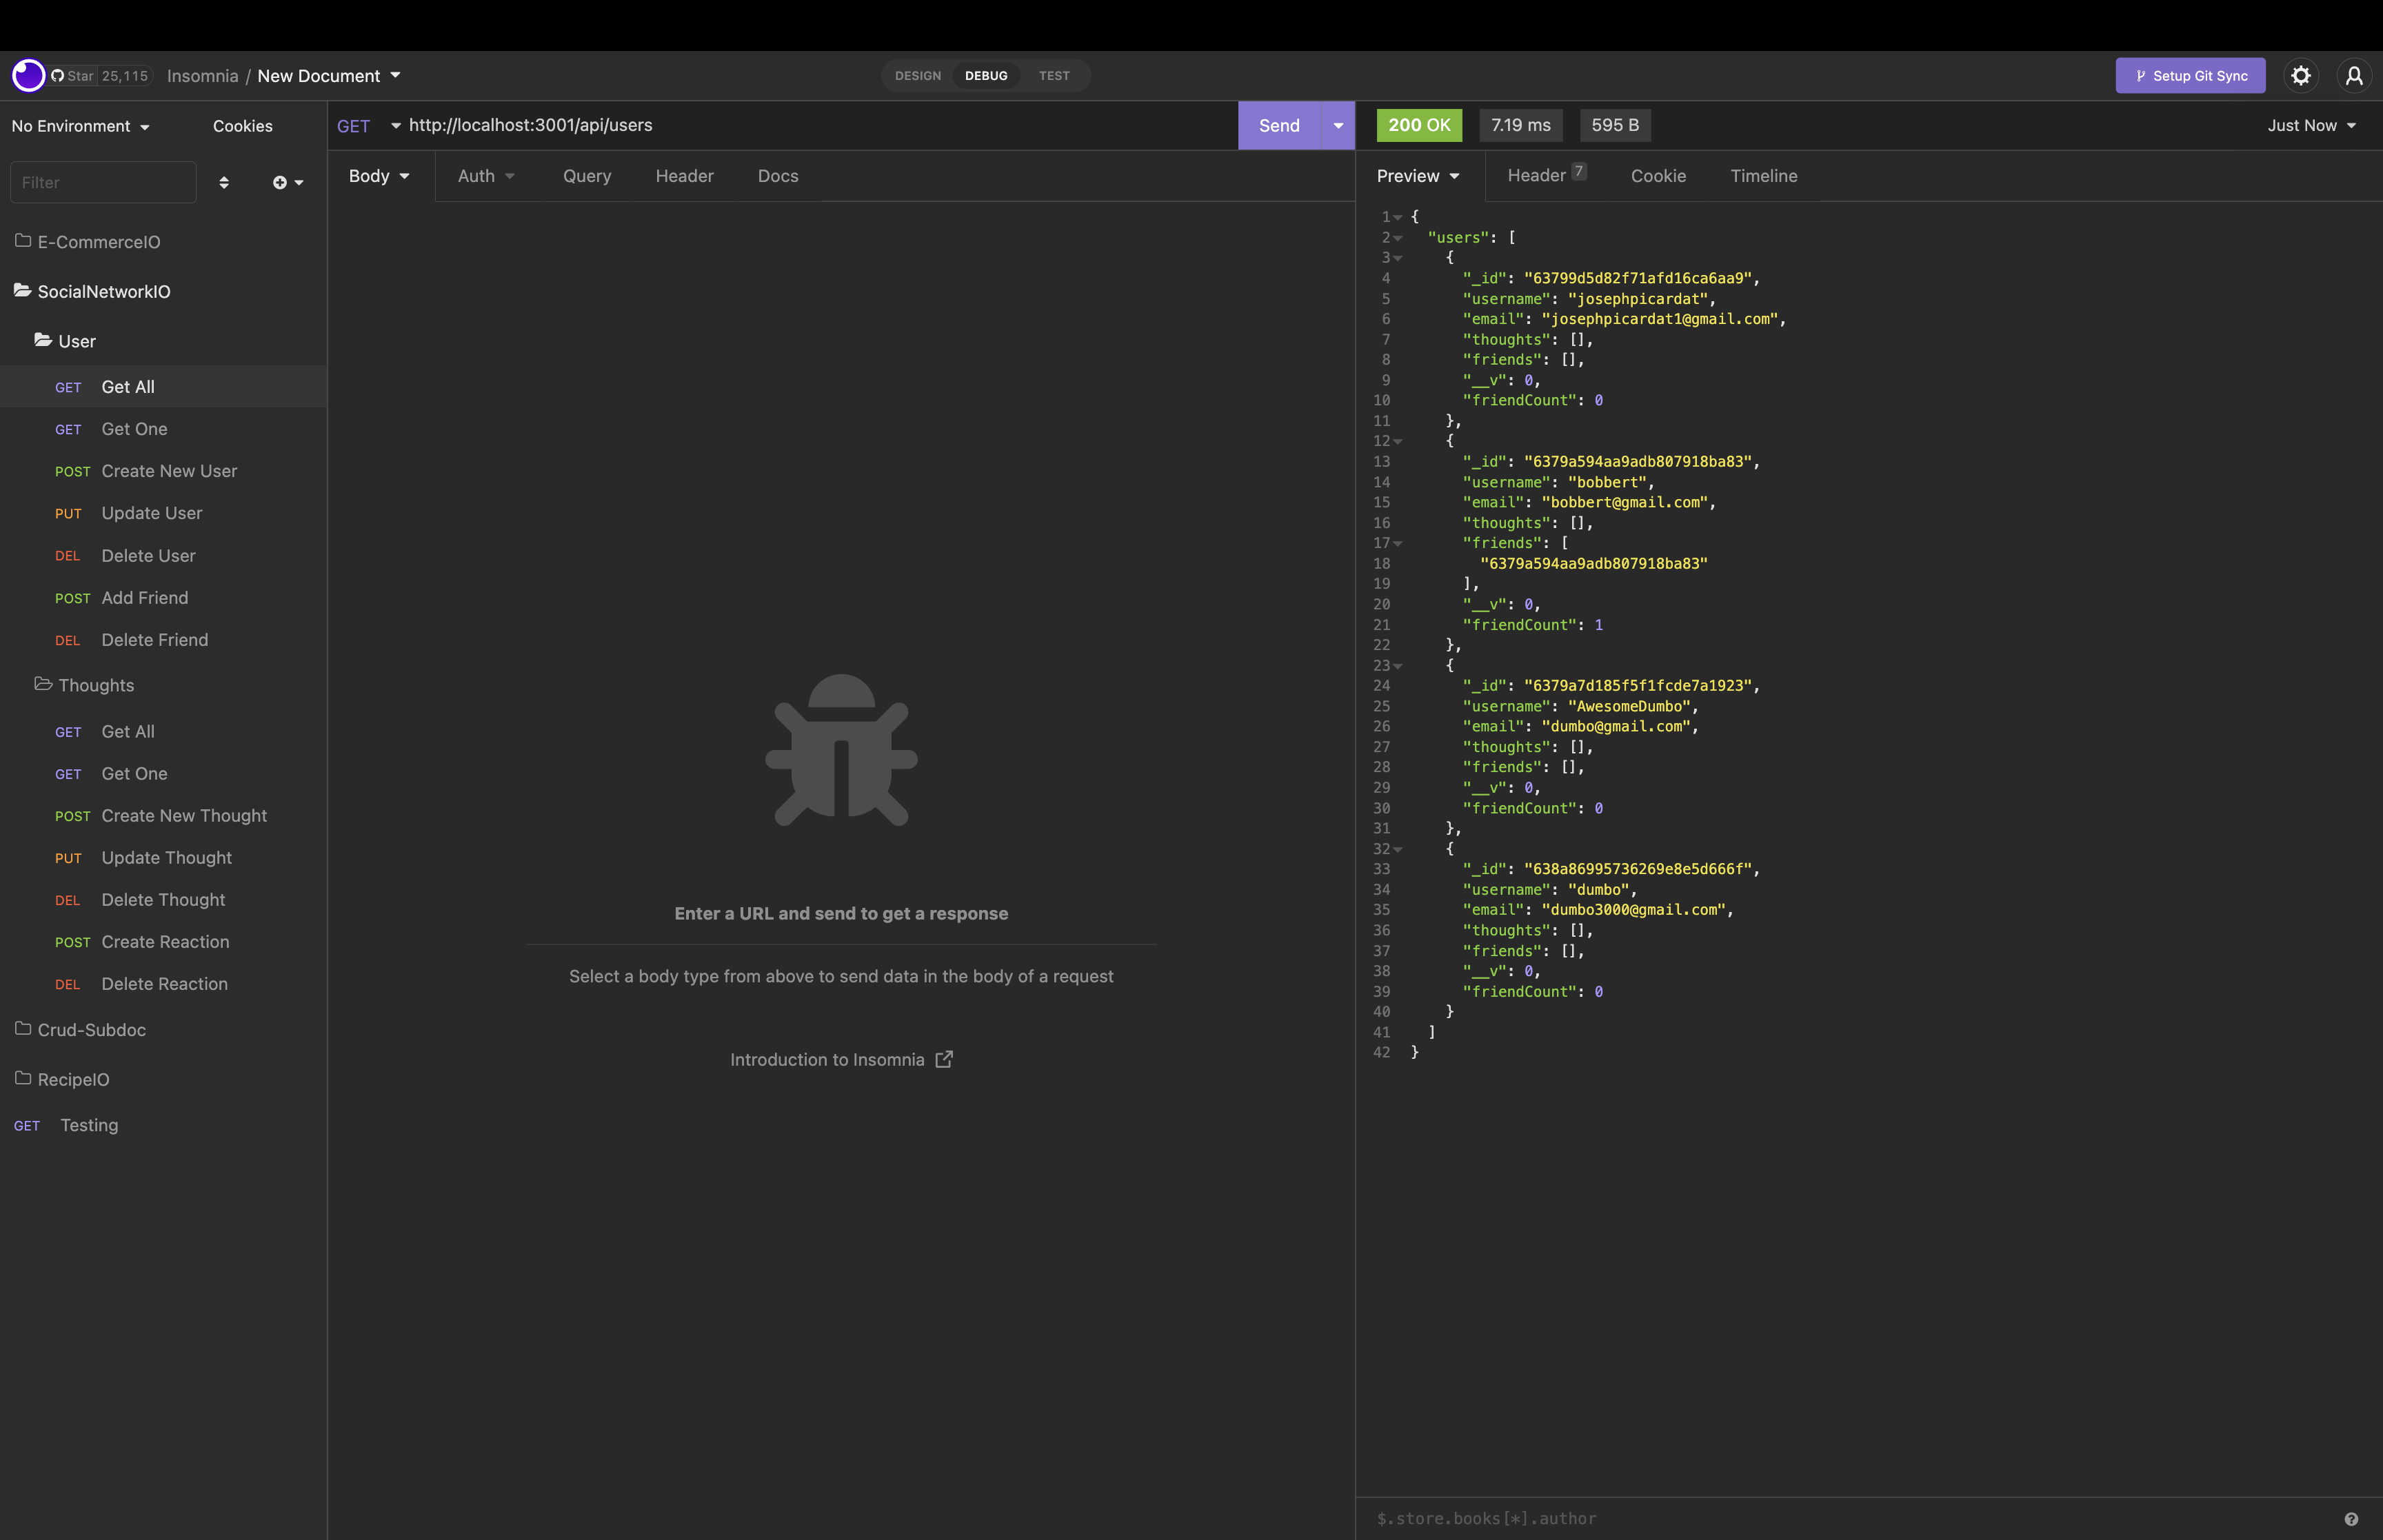 Star 25,115 Insomnia / New Document
DESIGN DEBUG TEST
Setup Git Sync
No Environment Cookies
Filter
E-CommerceIO
SocialNetworkIO
User
GET Get All
GET Get One
POST Create New User
PUT Update User
DEL Delete User
POST Add Friend
DEL Delete Friend
Thoughts
GET Get All
GET Get One
POST Create New Thought
PUT Update Thought
DEL Delete Thought
POST Create Reaction
DEL Delete Reaction
Crud-Subdoc
RecipeIO
GET Testing
GET http://localhost:3001/api/users Send
Body Auth Query Header Docs
Enter a URL and send to get a response
Select a body type from above to send data in the body of a request
Introduction to Insomnia
200 OK 7.19 ms 595 B Just Now
Preview Header 7 Cookie Timeline
1 {
2 "users": [
3 {
4 "_id": "63799d5d82f71afd16ca6aa9",
5 "username": "josephpicardat",
6 "email": "josephpicardat1@gmail.com",
7 "thoughts": [],
8 "friends": [],
9 "__v": 0,
10 "friendCount": 0
11 },
12 {
13 "_id": "6379a594aa9adb807918ba83",
14 "username": "bobbert",
15 "email": "bobbert@gmail.com",
16 "thoughts": [],
17 "friends": [
18 "6379a594aa9adb807918ba83"
19 ],
20 "__v": 0,
21 "friendCount": 1
22 },
23 {
24 "_id": "6379a7d185f5f1fcde7a1923",
25 "username": "AwesomeDumbo",
26 "email": "dumbo@gmail.com",
27 "thoughts": [],
28 "friends": [],
29 "__v": 0,
30 "friendCount": 0
31 },
32 {
33 "_id": "638a86995736269e8e5d666f",
34 "username": "dumbo",
35 "email": "dumbo3000@gmail.com",
36 "thoughts": [],
37 "friends": [],
38 "__v": 0,
39 "friendCount": 0
40 }
41 ]
42 }
$.store.books[*].author